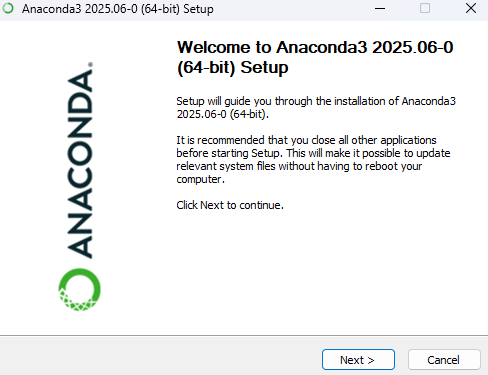 Anaconda3 2025.06-0 (64-bit) Setup
ANACONDA.
Welcome to Anaconda3 2025.06-0
(64-bit) Setup
Setup will guide you through the installation of Anaconda3
2025.06-0 (64-bit).
It is recommended that you close all other applications
before starting Setup. This will make it possible to update
relevant system files without having to reboot your
computer.
Click Next to continue.
Next >
Cancel